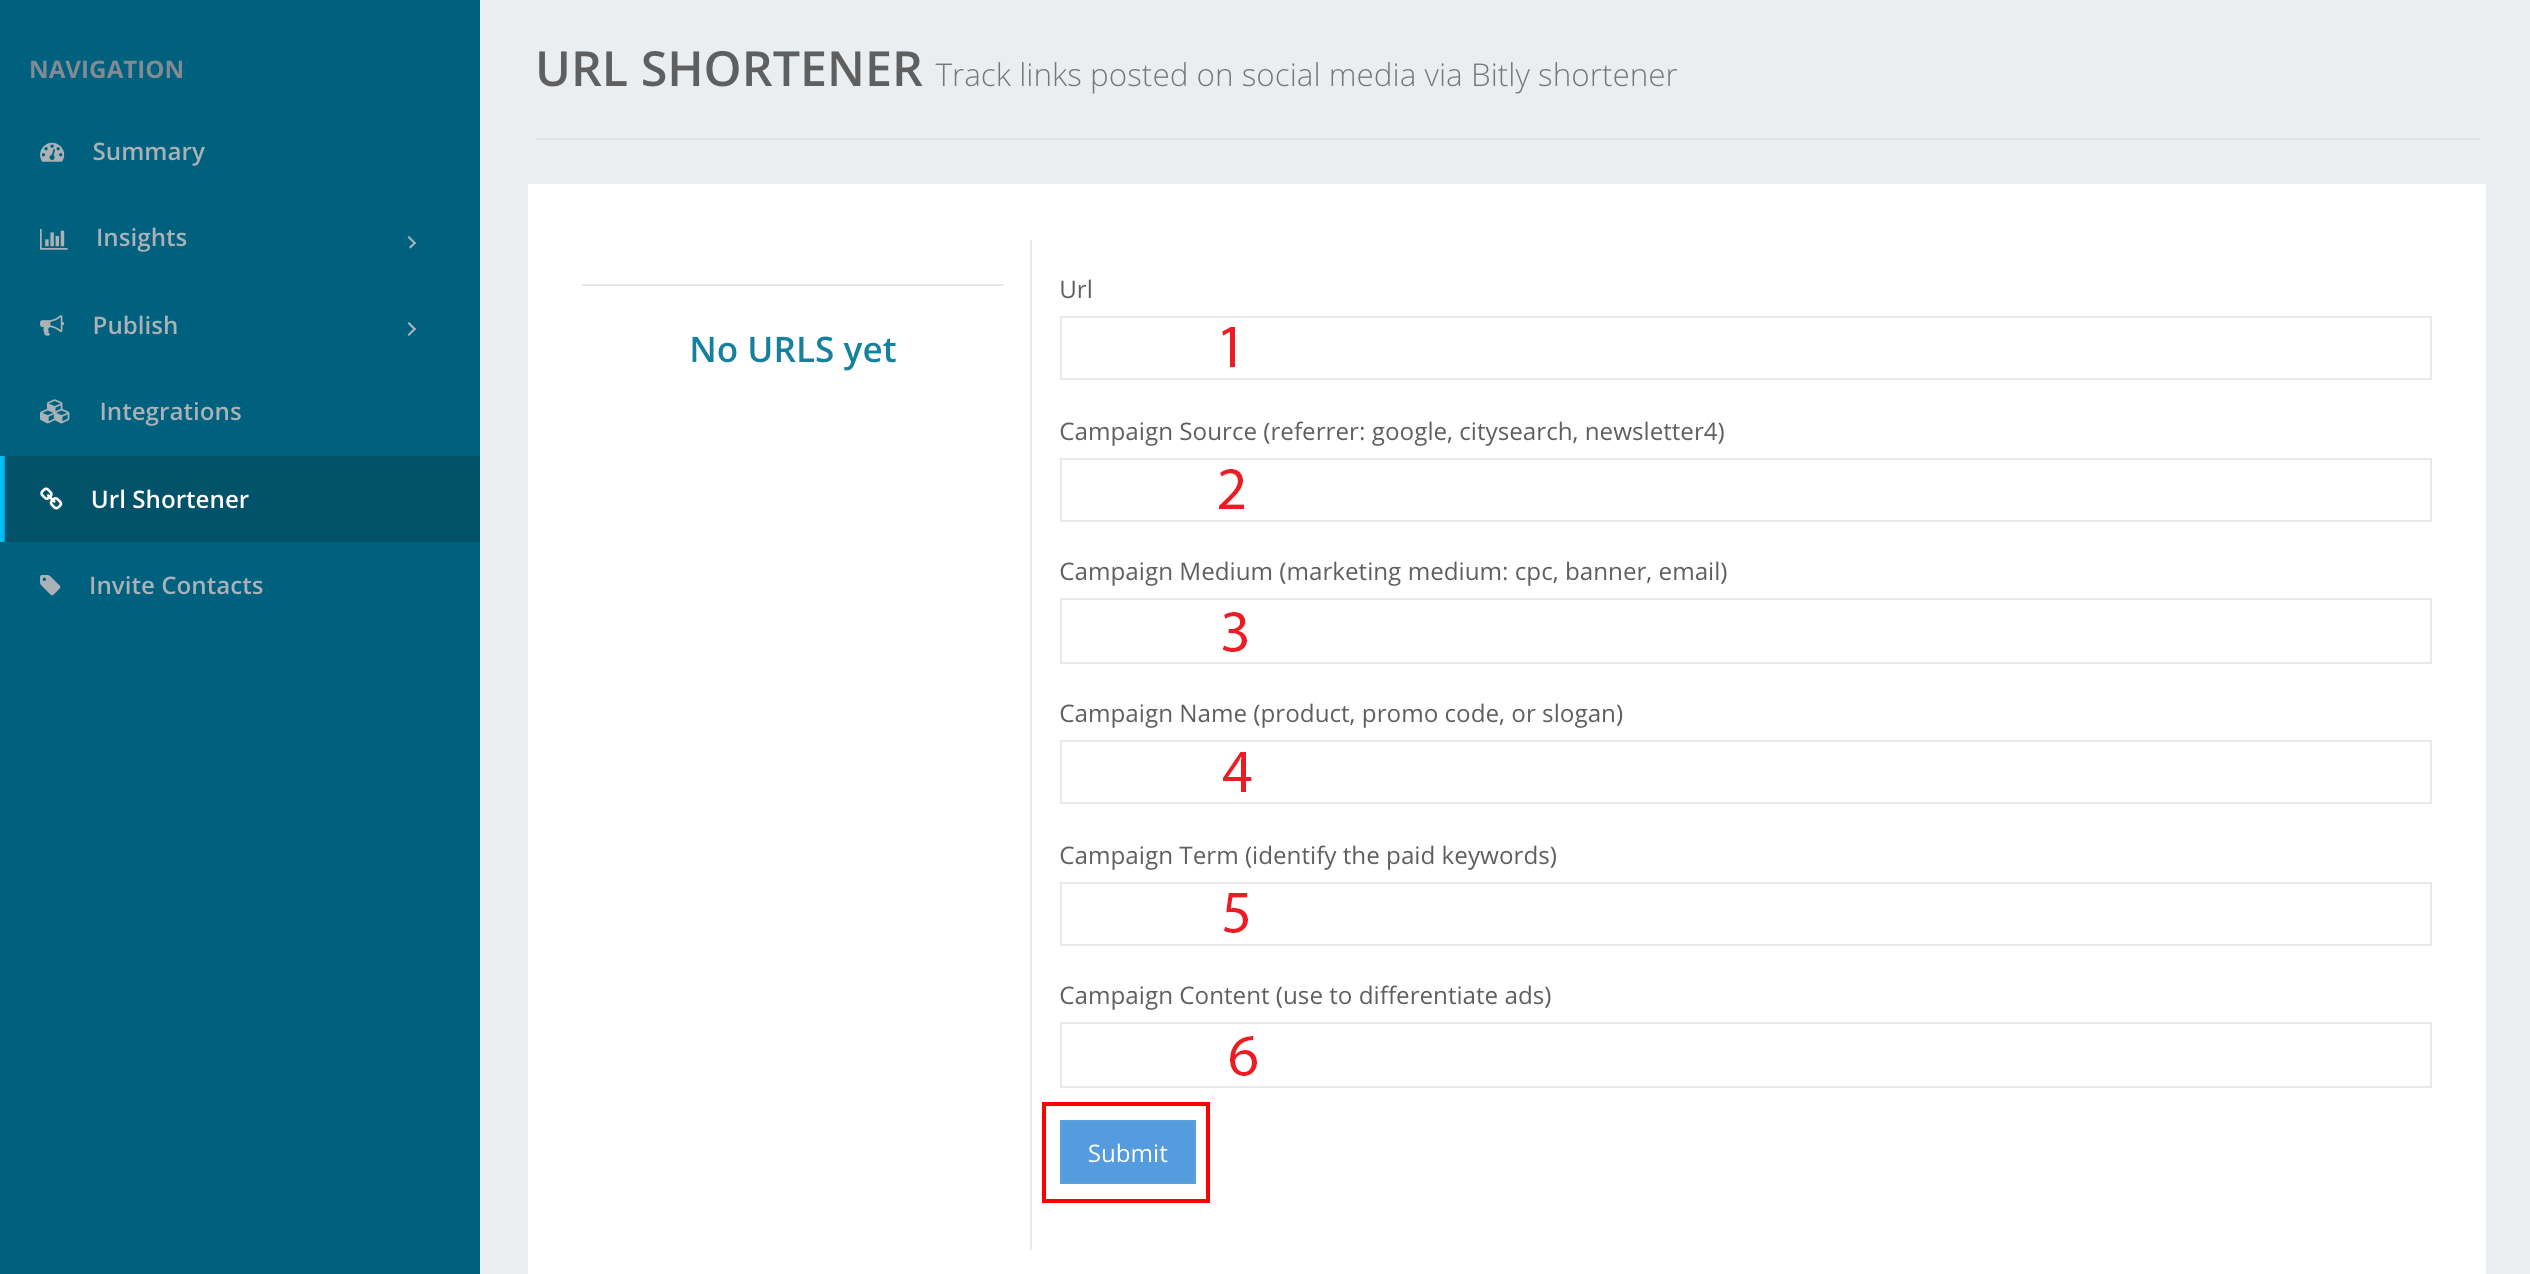 NAVIGATION
Summary
Insights
Publish
Integrations
Url Shortener
Invite Contacts
URL SHORTENER Track links posted on social media via Bitly shortener
No URLS yet
Url
1
Campaign Source (referrer: google, citysearch, newsletter4)
2
Campaign Medium (marketing medium: cpc, banner, email)
3
Campaign Name (product, promo code, or slogan)
4
Campaign Term (identify the paid keywords)
5
Campaign Content (use to differentiate ads)
6
Submit